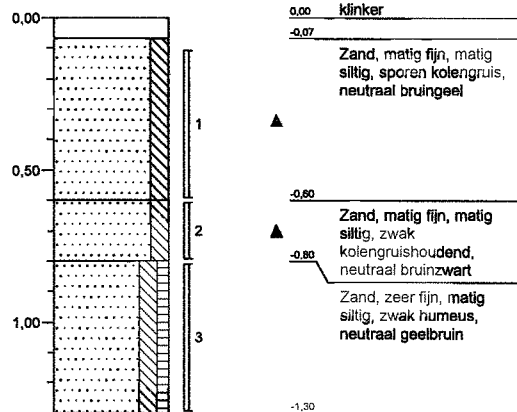 0,00
0,00 klinker
-0,07
Zand, matig fijn, matig
siltig, sporen kolengruis,
neutraal bruingeel
1
0,50
-0,60
Zand, matig fijn, matig
siltig, zwak
kolengruishoudend,
neutraal bruinzwart
2
-0,80
Zand, zeer fijn, matig
siltig, zwak humeus,
neutraal geelbruin
1,00
3
-1,30